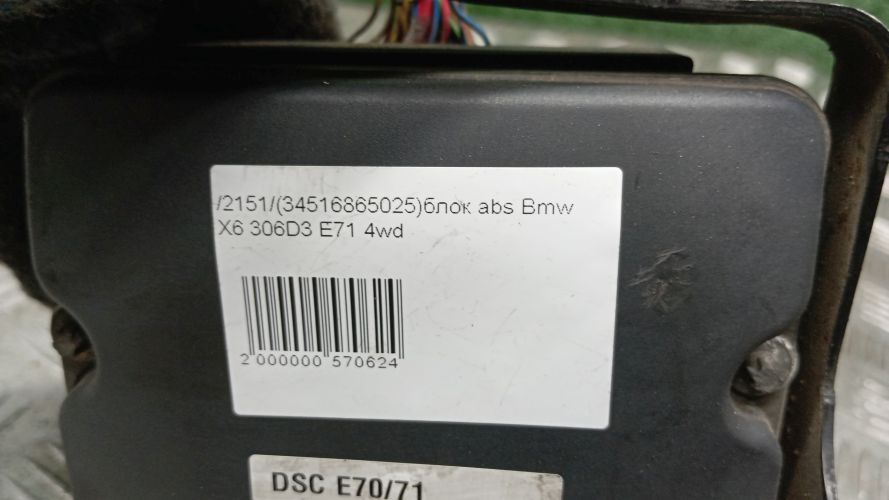 /2151/(34516865025)блок abs Bmw
X6 306D3 E71 4wd
2 000000 570624
DSC E70/71